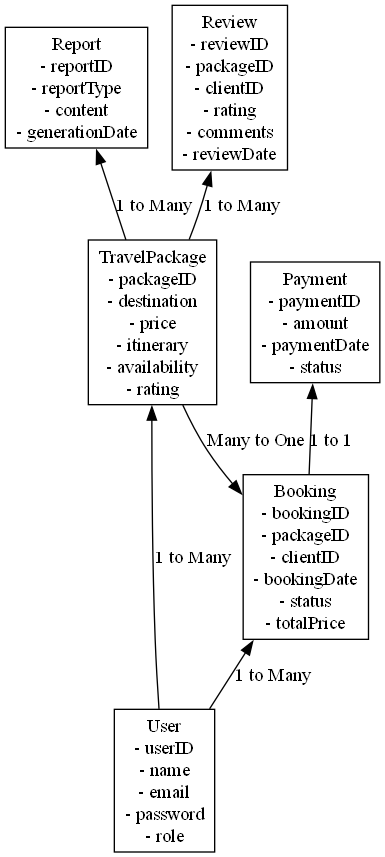 Report
- reportID
- reportType
- content
- generationDate
Review
- reviewID
- packageID
- clientID
- rating
- comments
- reviewDate
1 to Many
1 to Many
TravelPackage
- packageID
- destination
- price
- itinerary
- availability
- rating
Payment
- paymentID
- amount
- paymentDate
- status
Many to One
1 to 1
Booking
- bookingID
- packageID
- clientID
- bookingDate
- status
- totalPrice
1 to Many
1 to Many
User
- userID
- name
- email
- password
- role